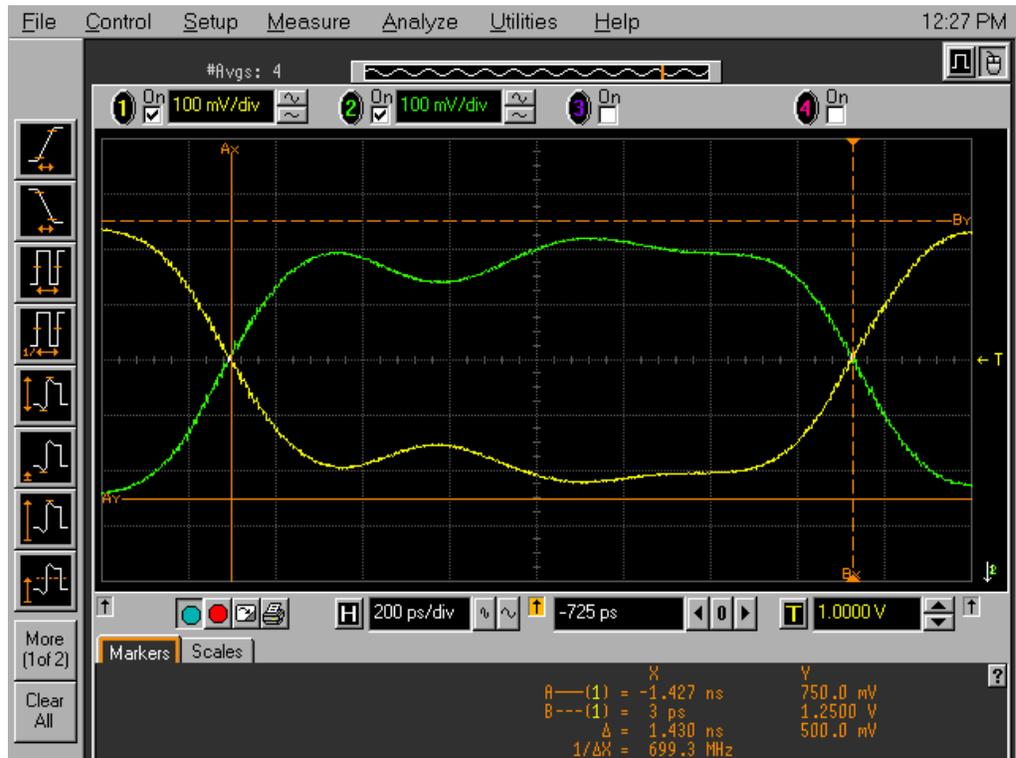 File Control Setup Measure Analyze Utilities Help 12:27 PM
#Avgs: 4
1 On 100 mV/div 2 On 100 mV/div 3 On 4 On
Ax
By
T
Ay
Bx
H 200 ps/div -725 ps 0 T 1.0000 V
More
(1 of 2)
Clear
All
Markers Scales
?
X Y
A——(1) = -1.427 ns 750.0 mV
B---(1) = 3 ps 1.2500 V
Δ = 1.430 ns 500.0 mV
1/ΔX = 699.3 MHz